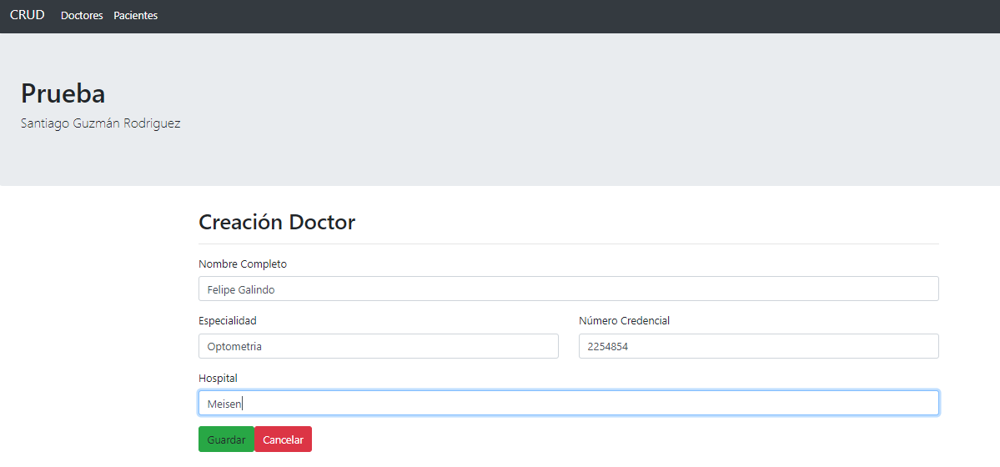 CRUD Doctores Pacientes
Prueba
Santiago Guzmán Rodriguez
Creación Doctor
Nombre Completo
Felipe Galindo
Especialidad Número Credencial
Optometria 2254854
Hospital
Meisen
Guardar Cancelar